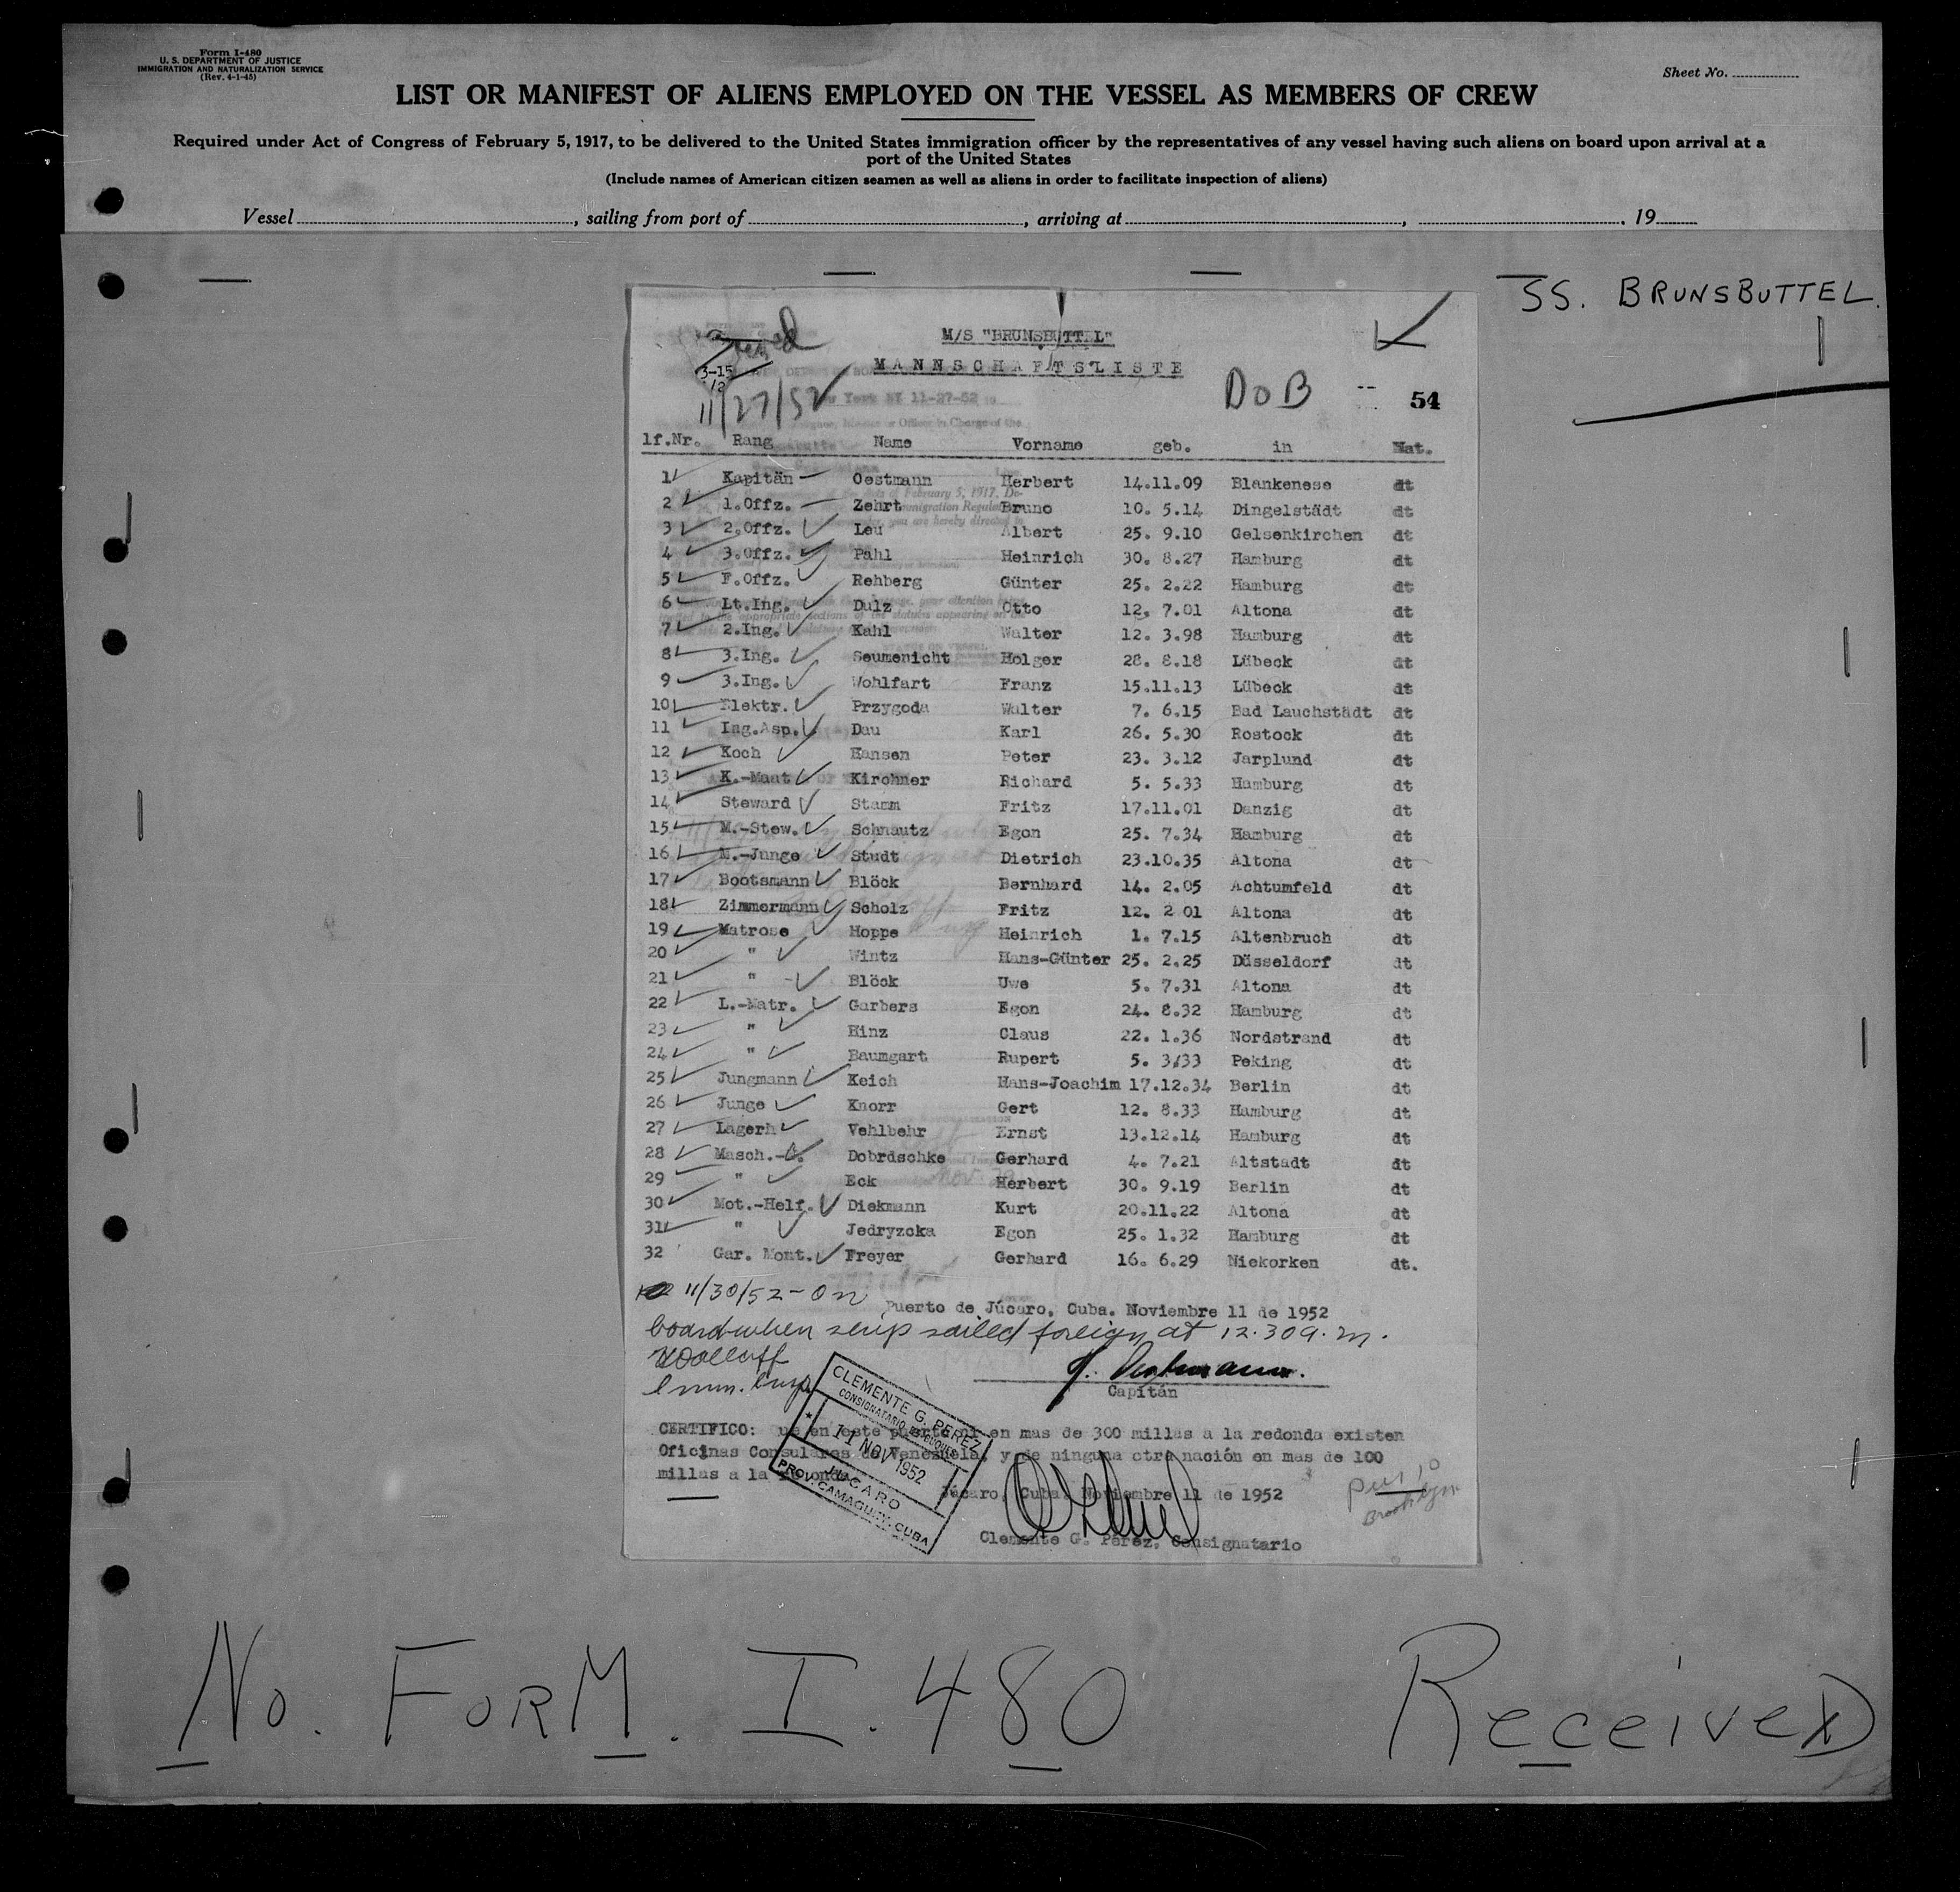 Form I-480
U. S. DEPARTMENT OF JUSTICE
IMMIGRATION AND NATURALIZATION SERVICE
(Rev. 4-1-45)
Sheet No.
LIST OR MANIFEST OF ALIENS EMPLOYED ON THE VESSEL AS MEMBERS OF CREW
Required under Act of Congress of February 5, 1917, to be delivered to the United States immigration officer by the representatives of any vessel having such aliens on board upon arrival at a
port of the United States
(Include names of American citizen seamen as well as aliens in order to facilitate inspection of aliens)
Vessel , sailing from port of , arriving at , , 19
SS. BRUNSBUTTEL
M/S "BRUNSBUTTEL"
MANNSCHAFTSLISTE
3-15
11/27/52
DOB
54
New York NY 11-27-52
lf.Nr. Rang Name Vorname geb. in Nat.
1 Kapitän Oestmann Herbert 14.11.09 Blankenese dt
2 1.Offz. Zehrt Bruno 10. 5.14 Dingelstädt dt
3 2.Offz. Leu Albert 25. 9.10 Gelsenkirchen dt
4 3.Offz. Pahl Heinrich 30. 8.27 Hamburg dt
5 F.Offz. Rehberg Günter 25. 2.22 Hamburg dt
6 Lt.Ing. Dulz Otto 12. 7.01 Altona dt
7 2.Ing. Kahl Walter 12. 3.98 Hamburg dt
8 3.Ing. Seumenicht Holger 28. 8.18 Lübeck dt
9 3.Ing. Wohlfart Franz 15.11.13 Lübeck dt
10 Elektr. Przygoda Walter 7. 6.15 Bad Lauchstädt dt
11 Ing.Asp. Dau Karl 26. 5.30 Rostock dt
12 Koch Hansen Peter 23. 3.12 Jarplund dt
13 K.-Maat Kirchner Richard 5. 5.33 Hamburg dt
14 Steward Stamm Fritz 17.11.01 Danzig dt
15 M.-Stew. Schnautz Egon 25. 7.34 Hamburg dt
16 M.-Junge Studt Dietrich 23.10.35 Altona dt
17 Bootsmann Blöck Bernhard 14. 2.05 Achtumfeld dt
18 Zimmermann Scholz Fritz 12. 2 01 Altona dt
19 Matrose Hoppe Heinrich 1. 7.15 Altenbruch dt
20 " Wintz Hans-Günter 25. 2.25 Düsseldorf dt
21 " Blöck Uwe 5. 7.31 Altona dt
22 L.-Matr. Garbers Egon 24. 8.32 Hamburg dt
23 " Hinz Claus 22. 1.36 Nordstrand dt
24 " Baumgart Rupert 5. 3/33 Peking dt
25 Jungmann Keich Hans-Joachim 17.12.34 Berlin dt
26 Junge Knorr Gert 12. 8.33 Hamburg dt
27 Lagerh Vehlbehr Ernst 13.12.14 Hamburg dt
28 Masch.- Dobrdschke Gerhard 4. 7.21 Altstadt dt
29 " Eck Herbert 30. 9.19 Berlin dt
30 Mot.-Helf. Diekmann Kurt 20.11.22 Altona dt
31 " Jedryzcka Egon 25. 1.32 Hamburg dt
32 Gar. Mont. Freyer Gerhard 16. 6.29 Niekorken dt.
11/30/52 - on
Puerto de Júcaro, Cuba. Noviembre 11 de 1952
board when ship sailed foreign at 12.30 a.m.
Imm. Insp.
Capitán
CLEMENTE G. PEREZ
CONSIGNATARIO DE BUQUES
11 NOV 1952
JUCARO
PROV. CAMAGUEY, CUBA
CERTIFICO: en este puerto ni en mas de 300 millas a la redonda existen
Oficinas Consulares de Venezuela, y de ninguna otra nación en mas de 100
millas a la redonda
Júcaro, Cuba. Noviembre 11 de 1952
Brooklyn
Clemente G. Pérez, Consignatario
No. FORM. I. 480 ReceiveD